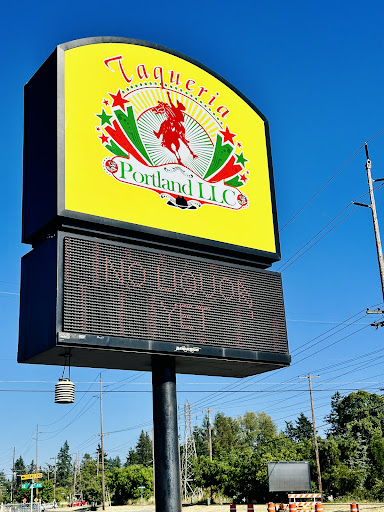 Taqueria
Portland LLC
No Liquor
Yet